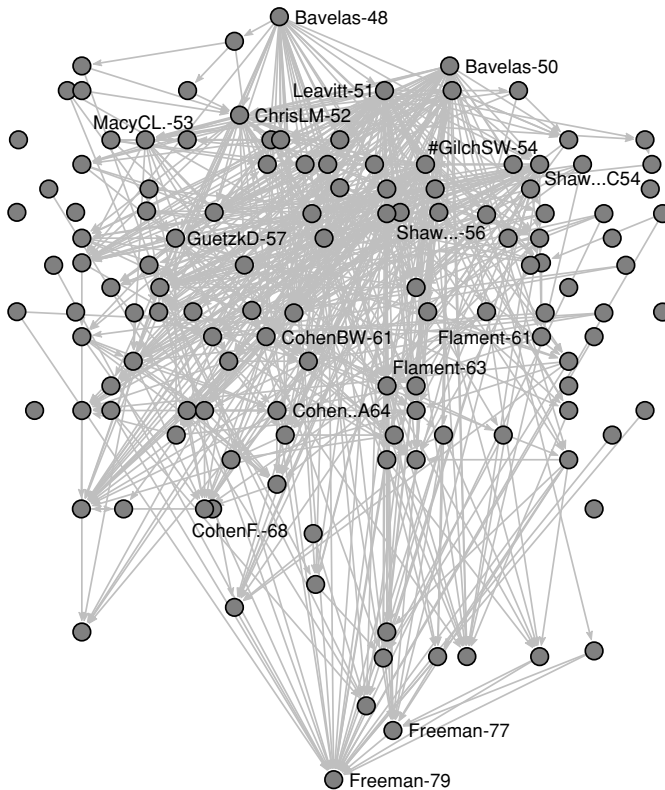 Bavelas-48
Bavelas-50
Leavitt-51
ChrisLM-52
MacyCL.-53
#GilchSW-54
Shaw...C54
Shaw...-56
GuetzkD-57
CohenBW-61
Flament-61
Flament-63
Cohen..A64
CohenF.-68
Freeman-77
Freeman-79